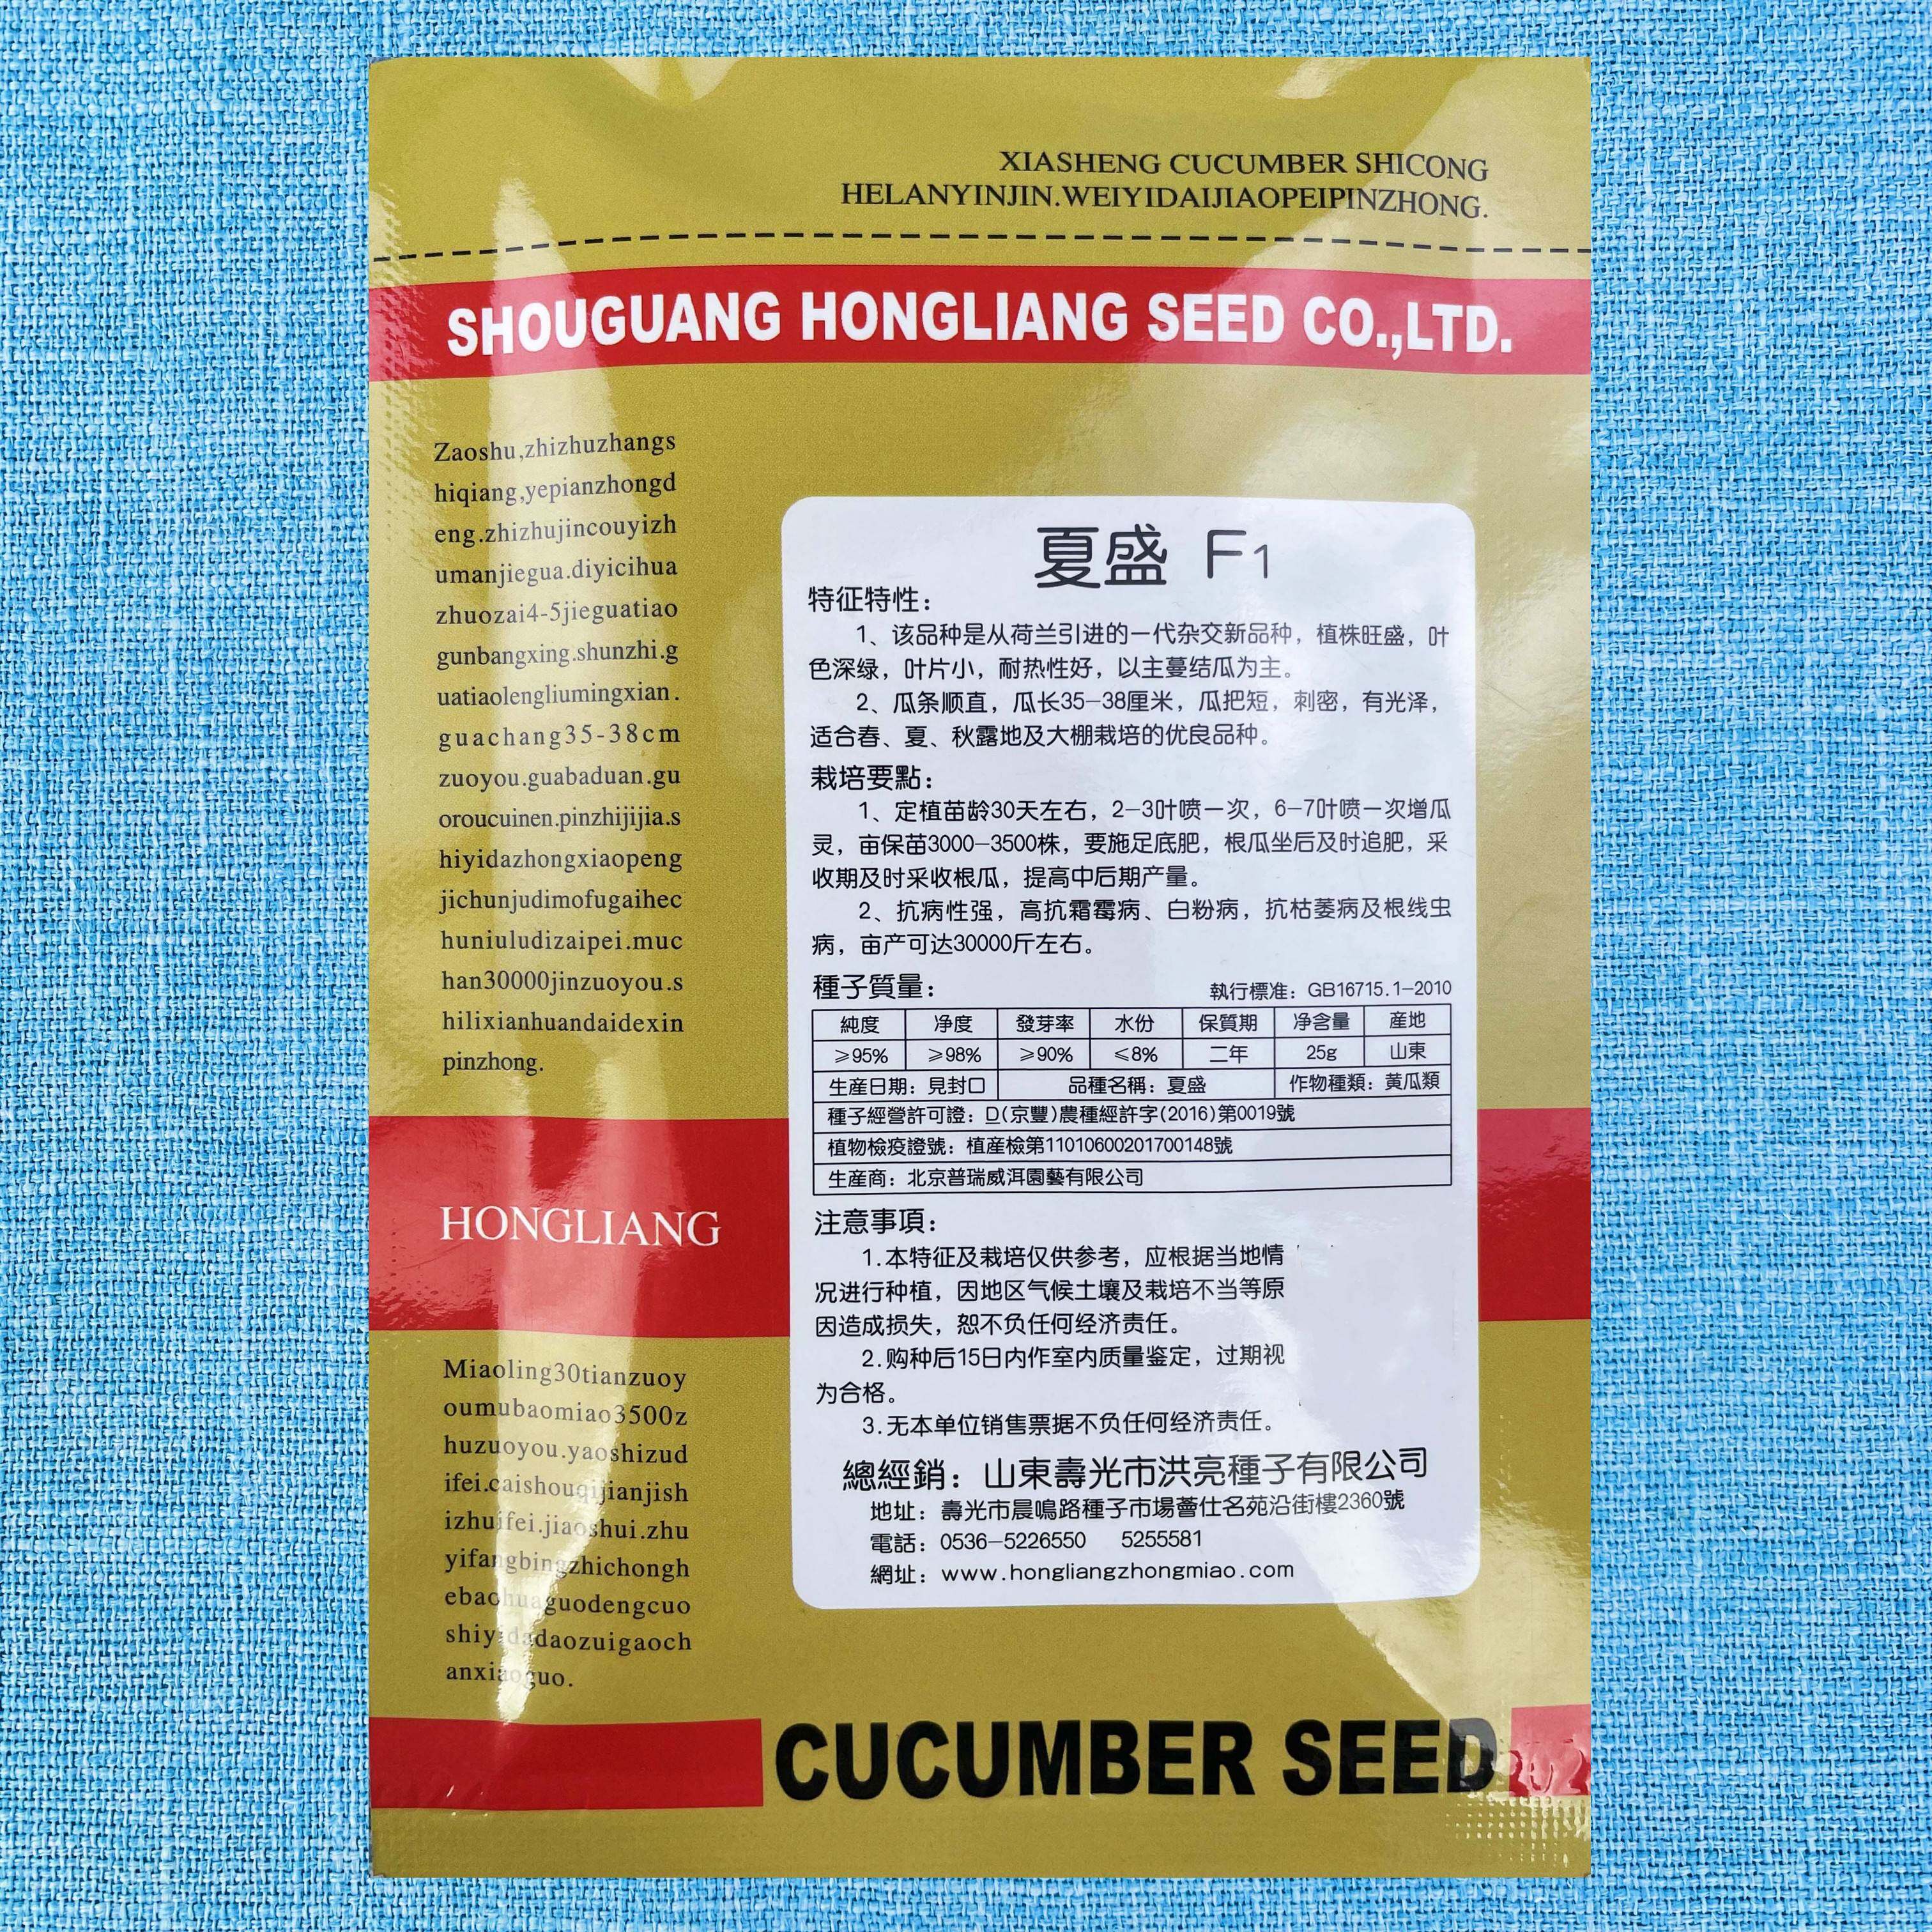 XIASHENG CUCUMBER SHICONG
HELANYINJIN.WEIYIDAIJIAOPEIPINZHONG.
SHOUGUANG HONGLIANG SEED CO.,LTD.
Zaoshu,zhizhuzhangs
hiqiang,yepianzhongd
eng.zhizhujincouyizh
umanjiegua.diyicihua
zhuozai4-5jieguatiao
gunbangxing.shunzhi.g
uatiaolengliumingxian.
guachang35-38cm
zuoyou.guabaduan.gu
oroucuinen.pinzhijijia.s
hiyidazhongxiaopeng
jichunjudimofugaihec
huniuludizaipei.muc
han30000jinzuoyou.s
hilixianhuandaidexin
pinzhong.
HONGLIANG
Miaoling30tianzuoy
oumubaomiao3500z
huzuoyou.yaoshizud
ifei.caishouqijianjish
izhuifei.jiaoshui.zhu
yifangbingzhichongh
ebaohuaguodengcuo
shiyidadaozuigaoch
anxiaoguo.
夏盛 F1
特征特性：
1、该品种是从荷兰引进的一代杂交新品种，植株旺盛，叶
色深绿，叶片小，耐热性好，以主蔓结瓜为主。
2、瓜条顺直，瓜长35-38厘米，瓜把短，刺密，有光泽，
适合春、夏、秋露地及大棚栽培的优良品种。
栽培要點：
1、定植苗龄30天左右，2-3叶喷一次，6-7叶喷一次增瓜
灵，亩保苗3000-3500株，要施足底肥，根瓜坐后及时追肥，采
收期及时采收根瓜，提高中后期产量。
2、抗病性强，高抗霜霉病、白粉病，抗枯萎病及根线虫
病，亩产可达30000斤左右。
種子質量： 執行標准：GB16715.1-2010
純度 净度 發芽率 水份 保質期 净含量 産地
≥95% ≥98% ≥90% ≤8% 二年 25g 山東
生産日期：見封口 品種名稱：夏盛 作物種類：黄瓜類
種子經營許可證：D(京豐)農種經許字(2016)第0019號
植物檢疫證號：植産檢第11010600201700148號
生産商：北京普瑞威洱園藝有限公司
注意事項：
1.本特征及栽培仅供参考，应根据当地情
况进行种植，因地区气候土壤及栽培不当等原
因造成损失，恕不负任何经济责任。
2.购种后15日内作室内质量鉴定，过期视
为合格。
3.无本单位销售票据不负任何经济责任。
總經銷：山東壽光市洪亮種子有限公司
地址：壽光市晨鳴路種子市場薈仕名苑沿街樓2360號
電話：0536-5226550 5255581
網址：www.hongliangzhongmiao.com
CUCUMBER SEED